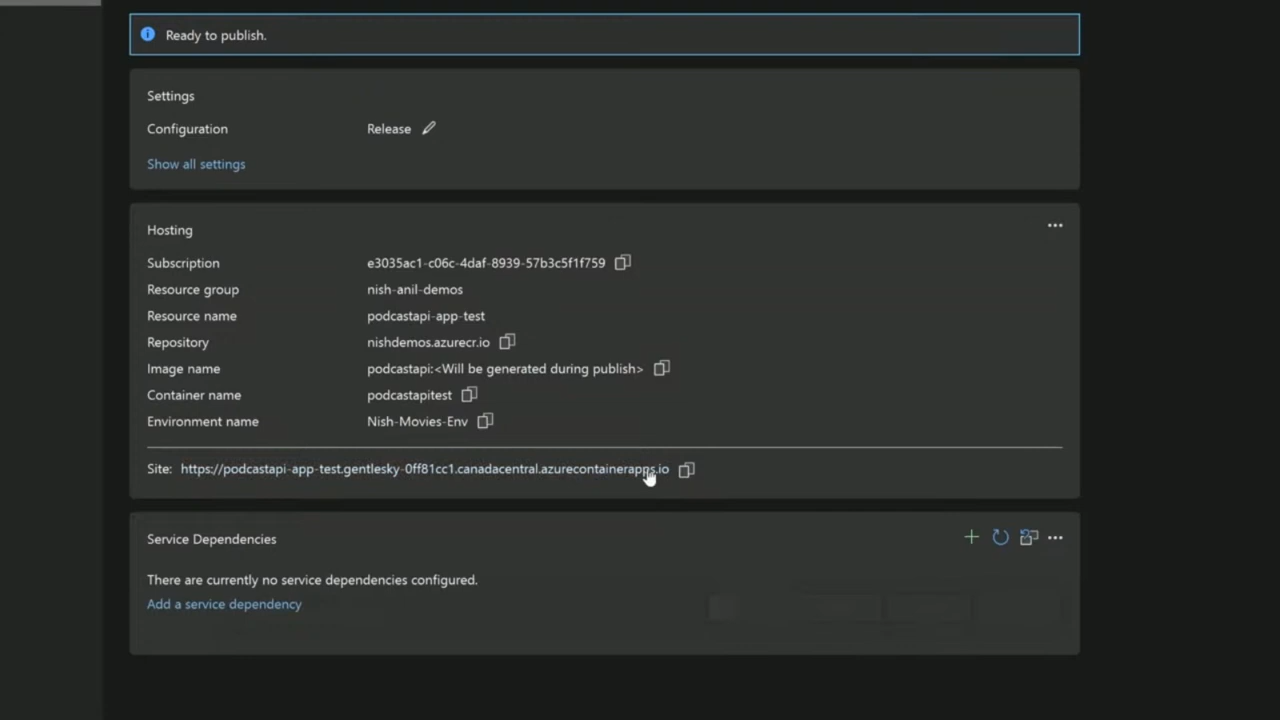 Ready to publish.
Settings
Configuration Release
Show all settings
Hosting
Subscription e3035ac1-c06c-4daf-8939-57b3c5f1f759
Resource group nish-anil-demos
Resource name podcastapi-app-test
Repository nishdemos.azurecr.io
Image name podcastapi:<Will be generated during publish>
Container name podcastapitest
Environment name Nish-Movies-Env
Site: https://podcastapi-app-test.gentlesky-0ff81cc1.canadacentral.azurecontainerapps.io
Service Dependencies
There are currently no service dependencies configured.
Add a service dependency